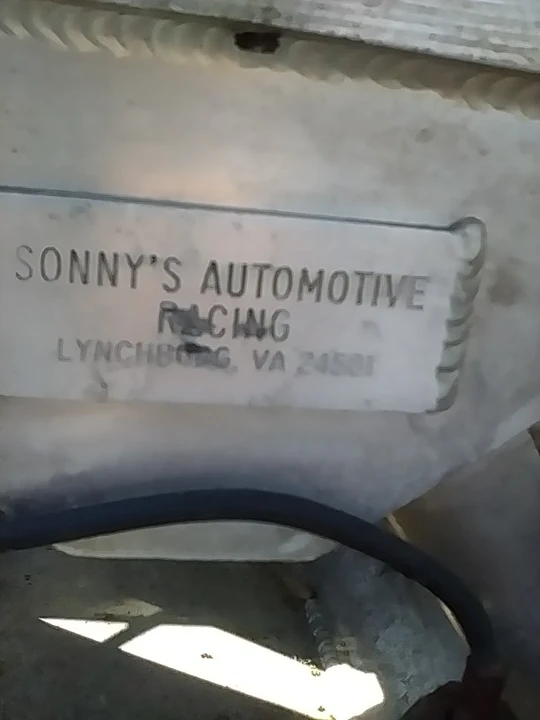 SONNY'S AUTOMOTIVE
RACING
LYNCHBURG, VA 24501